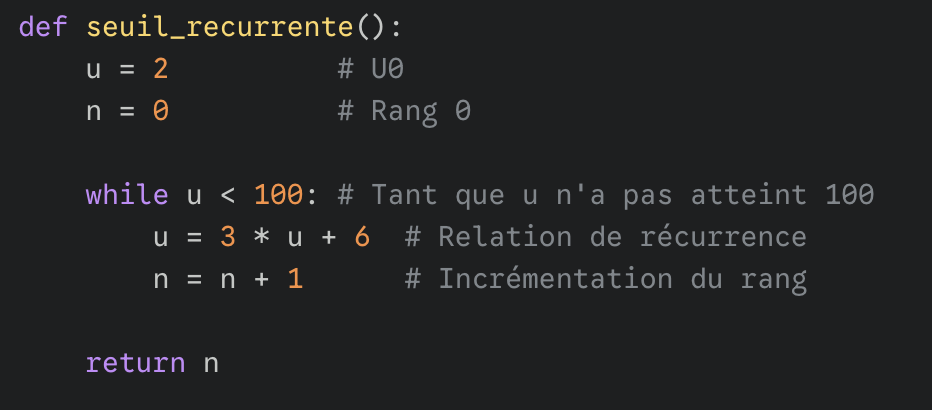 def seuil_recurrente():
    u = 2          # U0
    n = 0          # Rang 0

    while u < 100: # Tant que u n'a pas atteint 100
        u = 3 * u + 6  # Relation de récurrence
        n = n + 1      # Incrémentation du rang

    return n